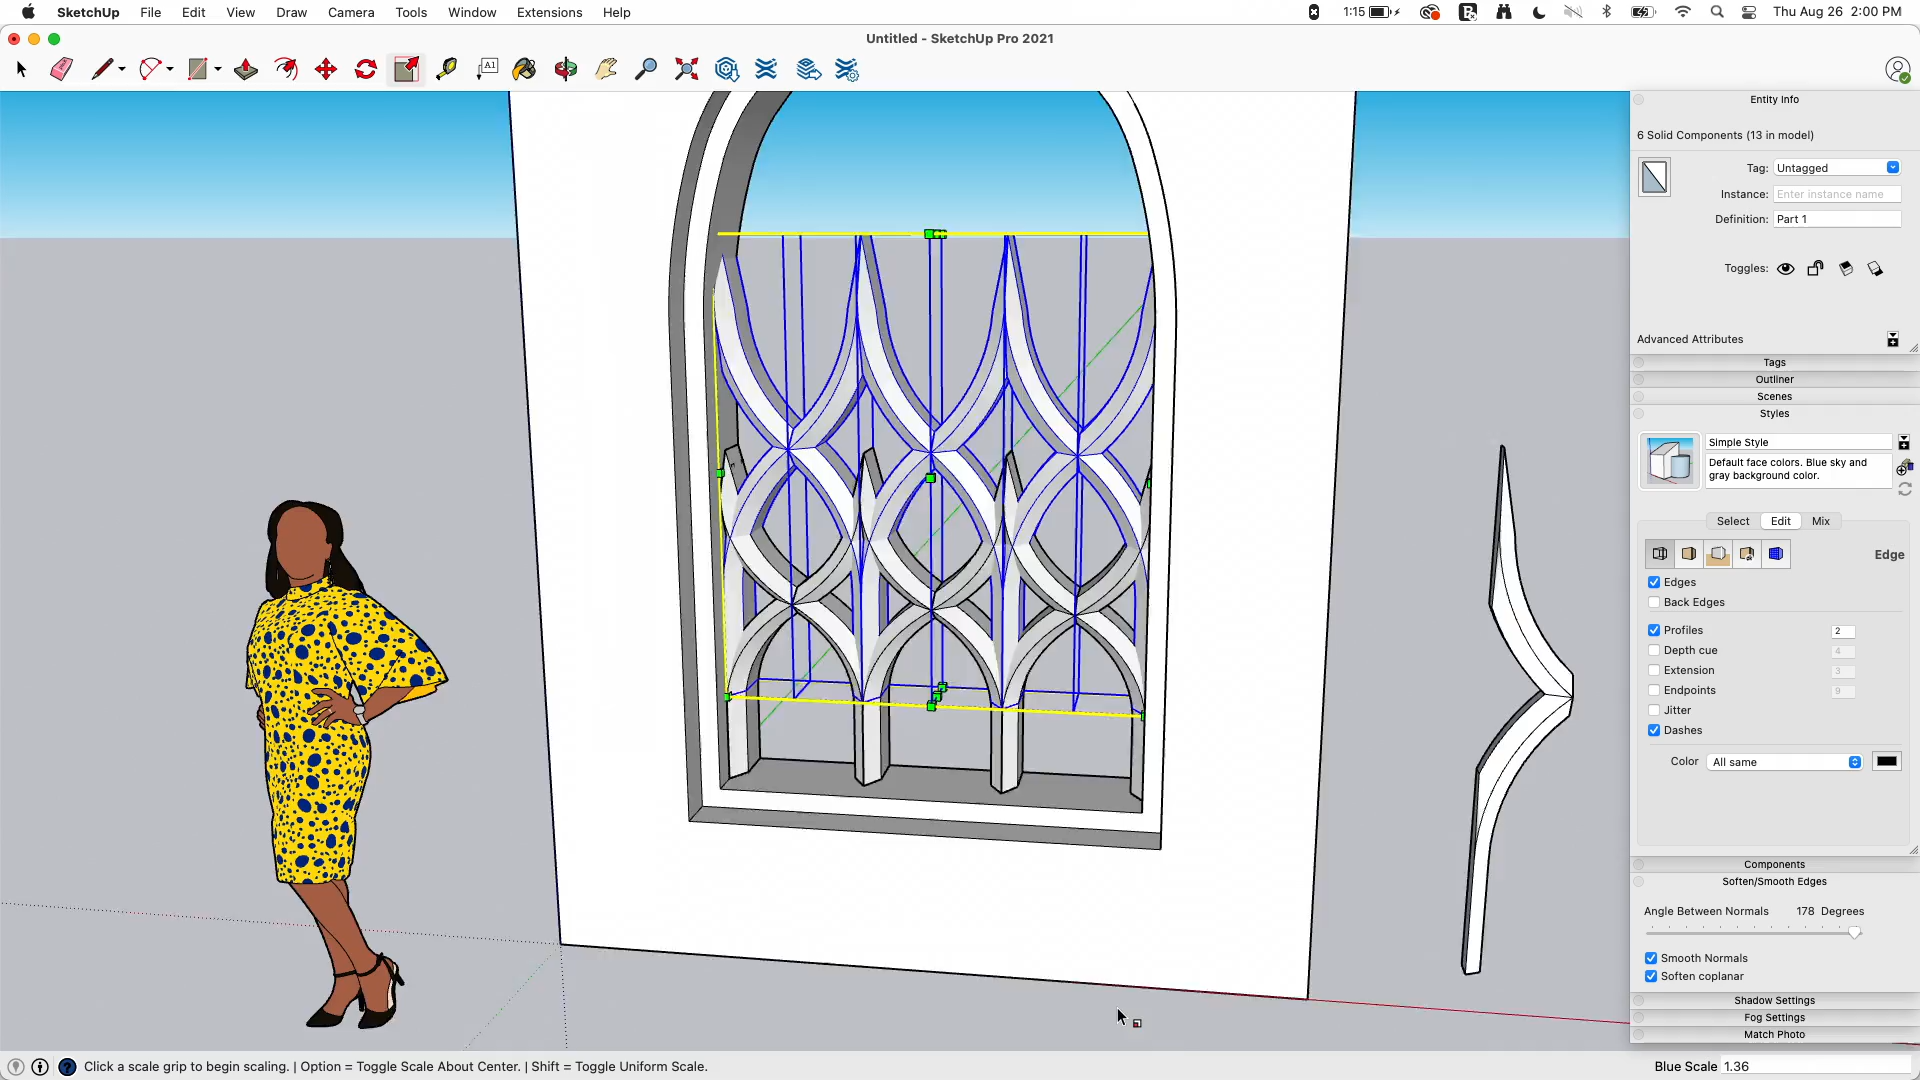 SketchUp File Edit View Draw Camera Tools Window Extensions Help 1:15 Thu Aug 26 2:00 PM
Untitled - SketchUp Pro 2021
A1
Entity Info
6 Solid Components (13 in model)
Tag: Untagged
Instance: Enter instance name
Definition: Part 1
Toggles:
Advanced Attributes
Tags
Outliner
Scenes
Styles
Simple Style
Default face colors. Blue sky and
gray background color.
Select Edit Mix
Edge
Edges
Back Edges
Profiles 2
Depth cue 4
Extension 3
Endpoints 9
Jitter
Dashes
Color All same
Components
Soften/Smooth Edges
Angle Between Normals 178 Degrees
Smooth Normals
Soften coplanar
Shadow Settings
Fog Settings
Match Photo
Click a scale grip to begin scaling. | Option = Toggle Scale About Center. | Shift = Toggle Uniform Scale. Blue Scale 1.36